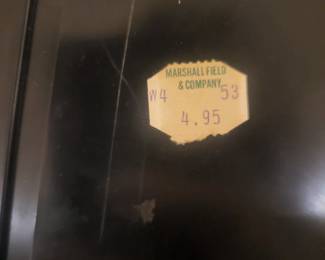 MARSHALL FIELD
& COMPANY
W4 53
4.95